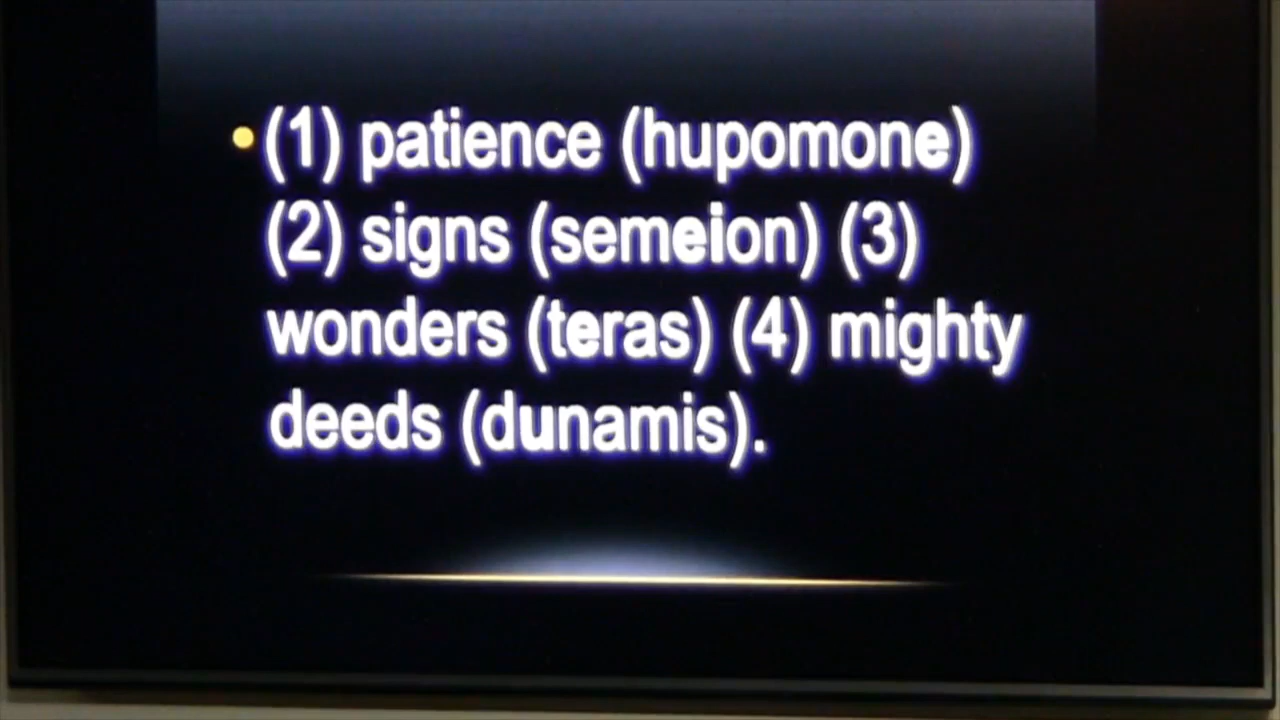 • (1) patience (hupomone)
(2) signs (semeion) (3)
wonders (teras) (4) mighty
deeds (dunamis).